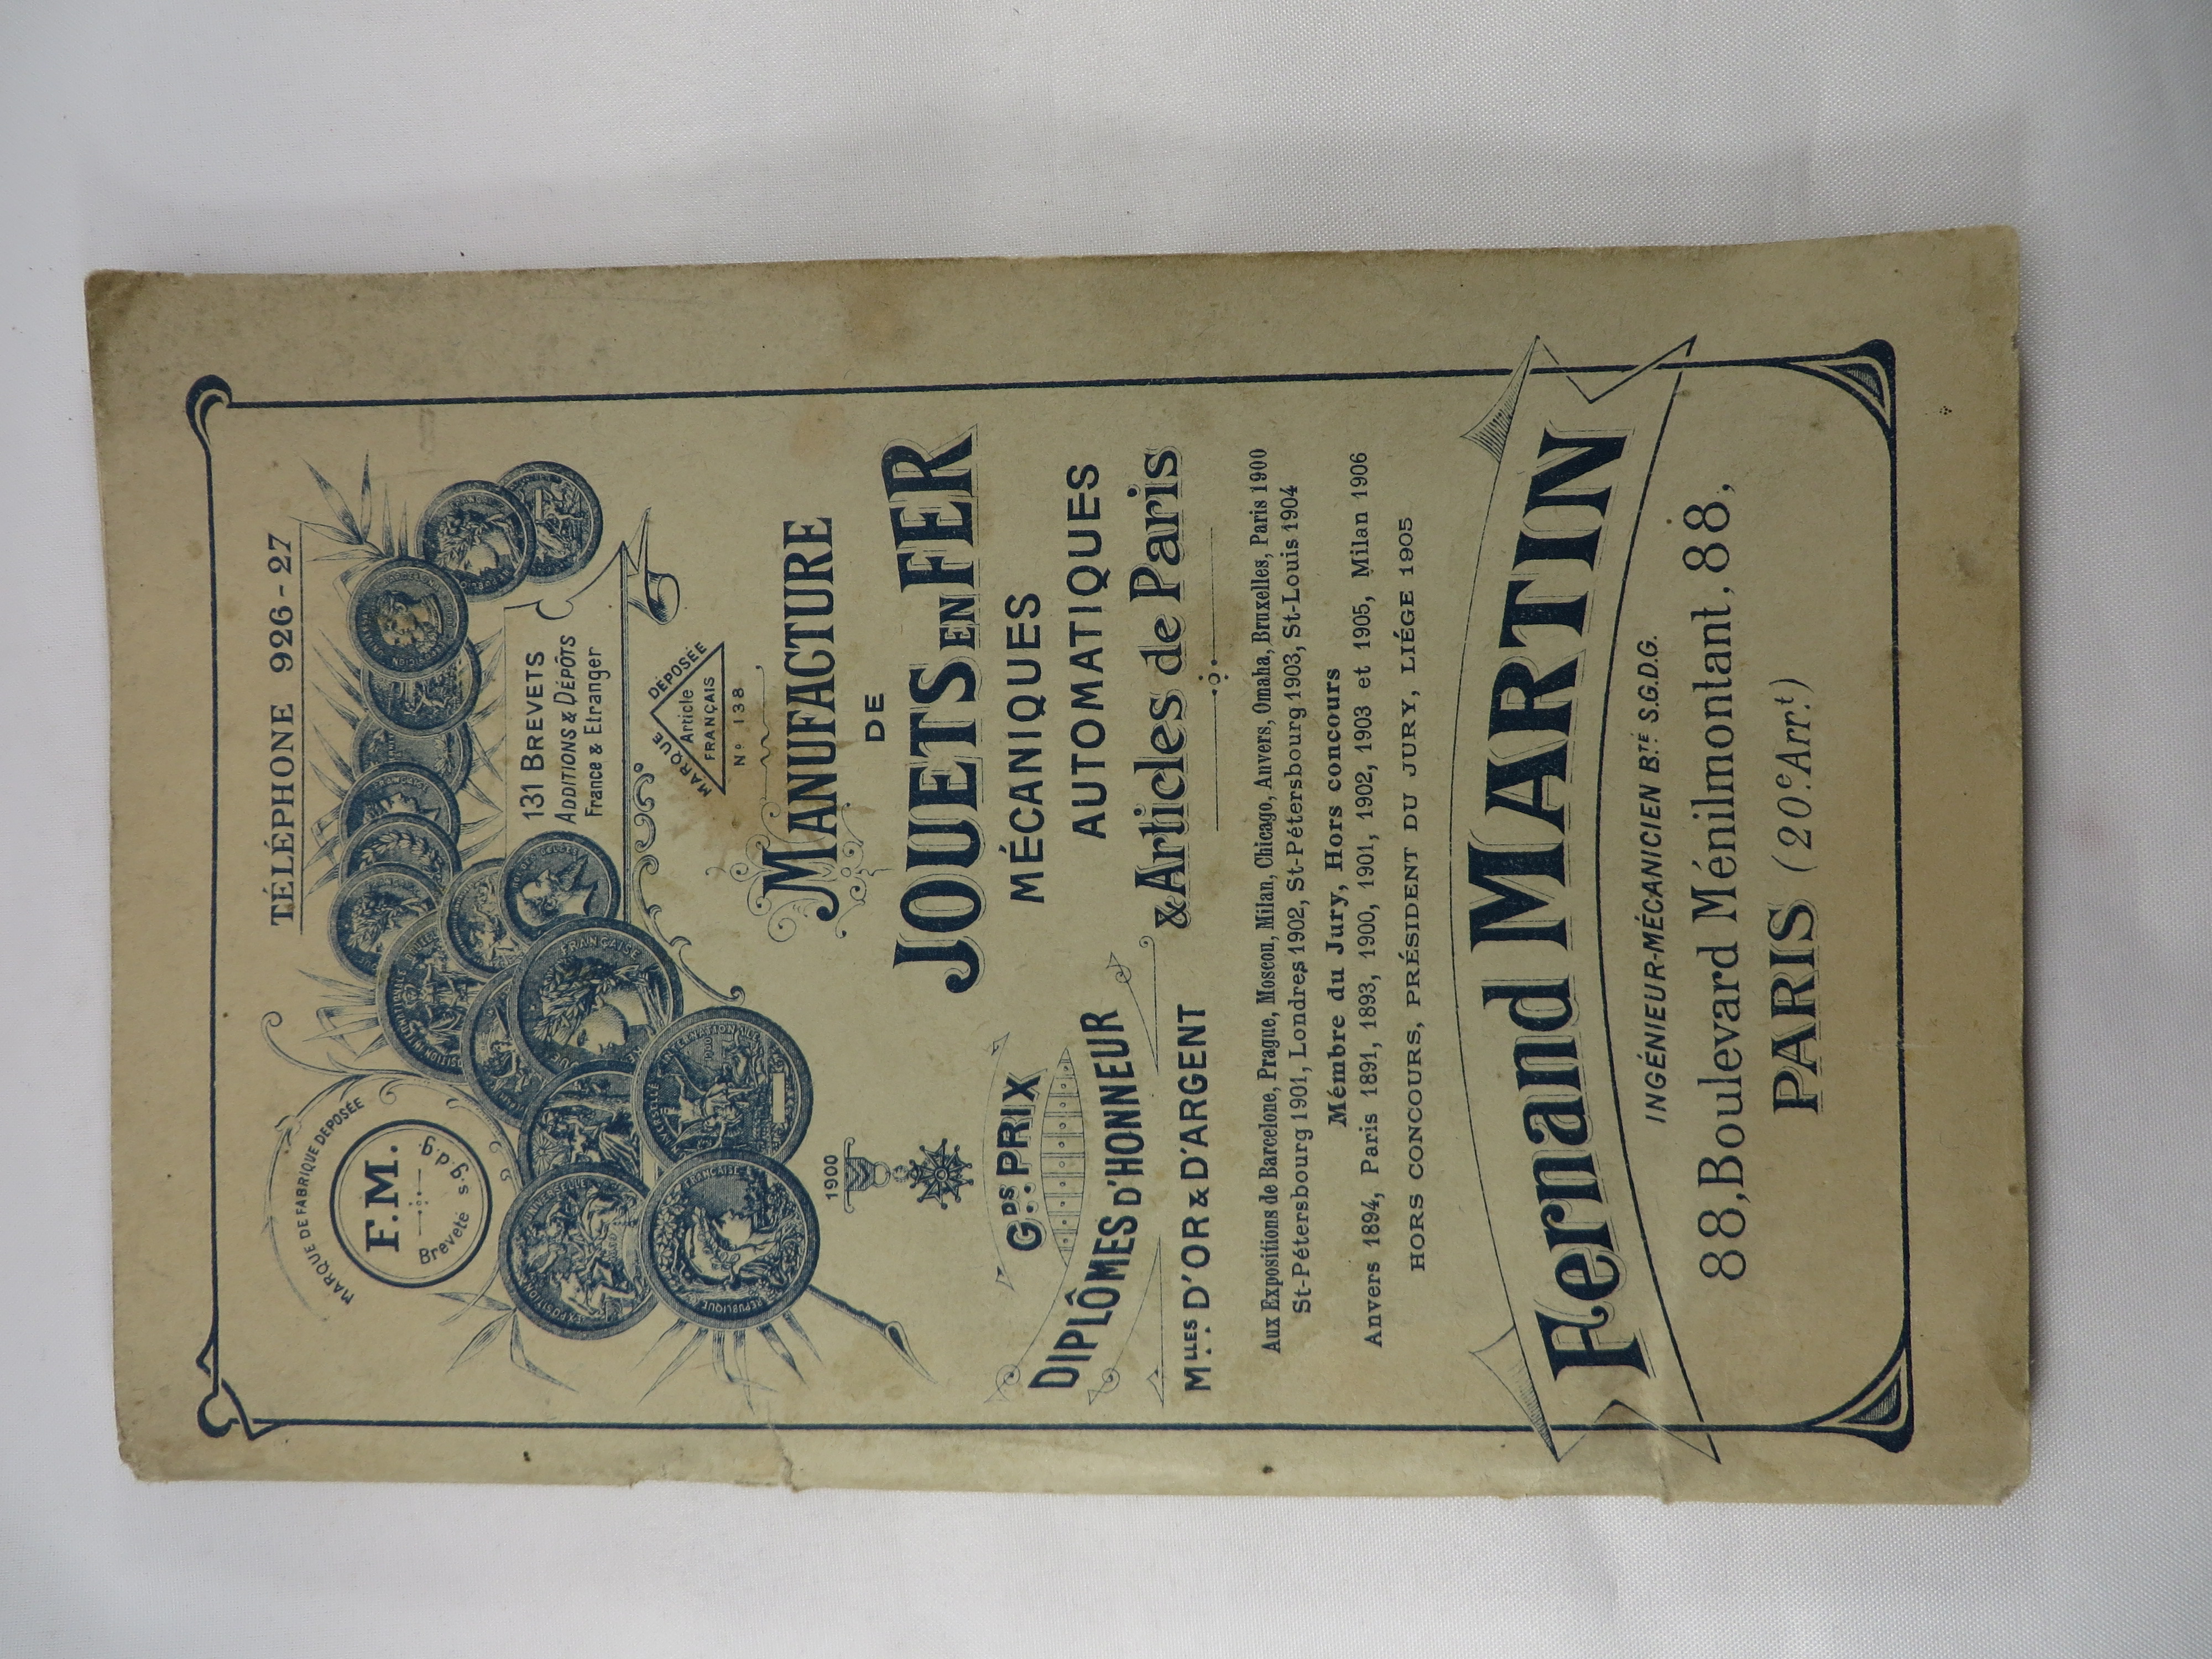 TÉLÉPHONE 926-27
MARQUE DE FABRIQUE DEPOSÉE
F.M.
Breveté s.g.d.g.
131 BREVETS
ADDITIONS & DÉPÔTS
France & Etranger
MARQUE DÉPOSÉE
Article
FRANÇAIS
No 138
MANUFACTURE
DE
JOUETS EN FER
MÉCANIQUES
AUTOMATIQUES
& Articles de Paris
1900
Gds PRIX
DIPLÔMES D'HONNEUR
Mlles D'OR & D'ARGENT
Aux Expositions de Barcelone, Prague, Moscou, Milan, Chicago, Anvers, Omaha, Bruxelles, Paris 1900
St-Pétersbourg 1901, Londres 1902, St-Pétersbourg 1903, St-Louis 1904
Mémbre du Jury, Hors concours
Anvers 1894, Paris 1891, 1893, 1900, 1901, 1902, 1903 et 1905, Milan 1906
HORS CONCOURS, PRÉSIDENT DU JURY, LIÉGE 1905
Fernand MARTIN
INGÉNIEUR-MÉCANICIEN BTÉ S.G.D.G.
88, Boulevard Ménilmontant, 88,
PARIS (20e Arrt)